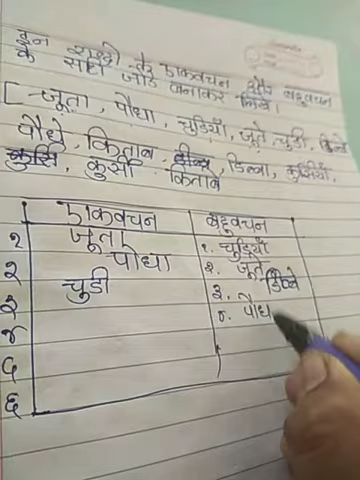 इन शब्दो के एकवचन और बहुवचन
के सही जोडे बनाकर लिखो।
[-जूता, पौधा, चुडियाँ, जूते, चुडी, डिब्बे
पौधे, किताब, डिब्बा, कुर्सियाँ,
कुर्सी, किताबे
एकवचन बहुवचन
१ जूता १. चुडियाँ
२ पोधा २. जूते
३ चुडी ३. डिब्बे
४ ४. पौध
५
६